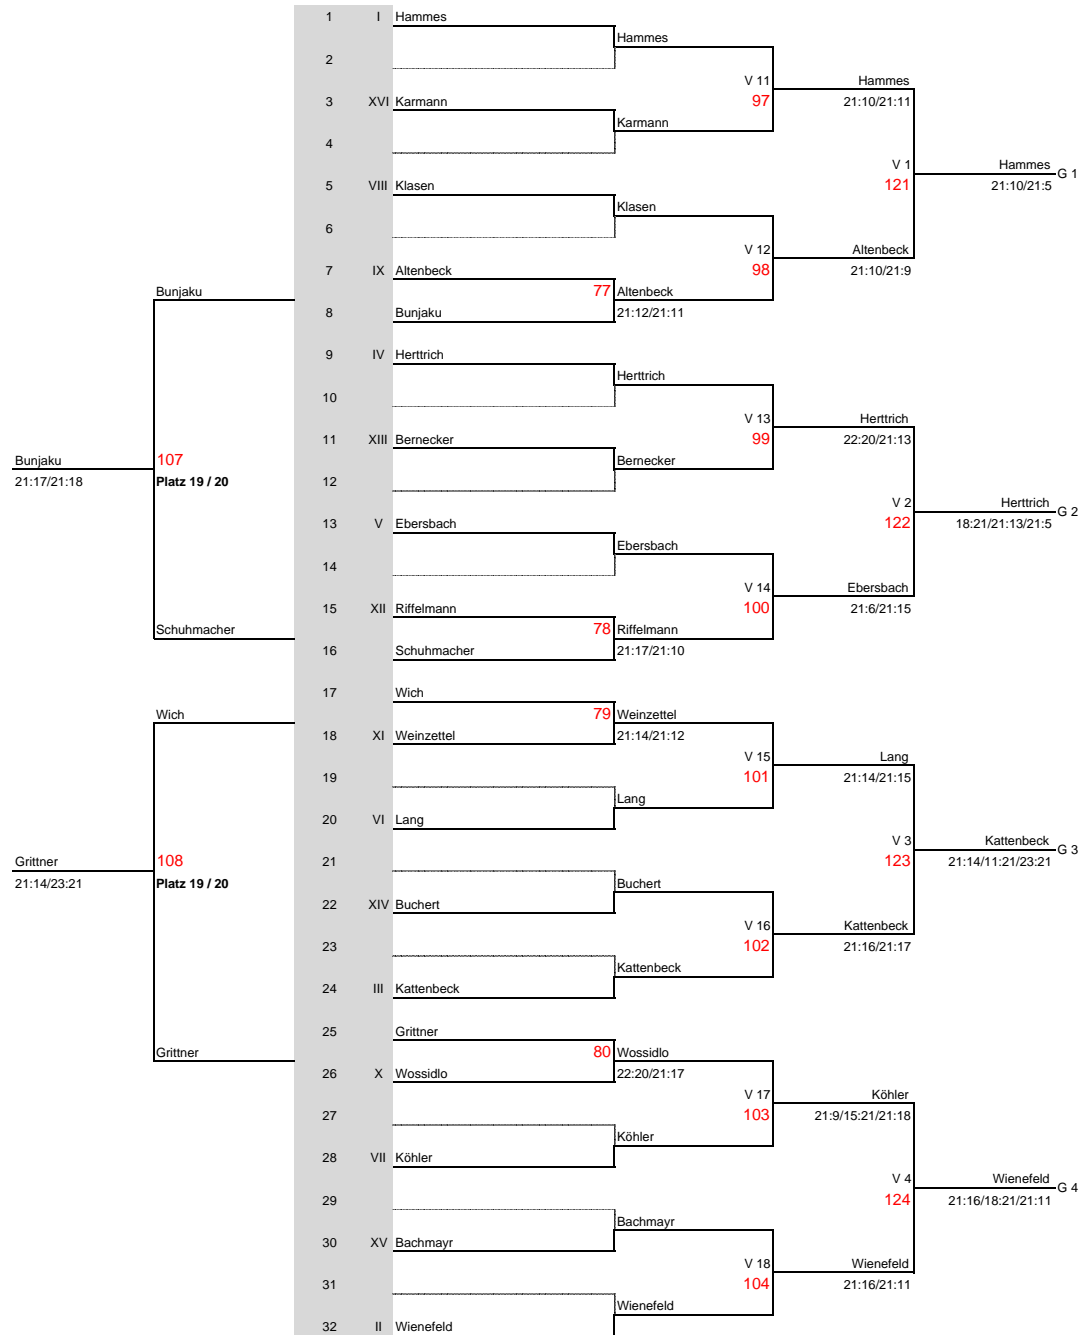 1 I Hammes
Hammes
2
V 11 Hammes
3 XVI Karmann 97 21:10/21:11
Karmann
4
V 1 Hammes G 1
5 VIII Klasen 121 21:10/21:5
Klasen
6
V 12 Altenbeck
7 IX Altenbeck 98 21:10/21:9
Bunjaku 77 Altenbeck
8 Bunjaku 21:12/21:11
9 IV Herttrich
Herttrich
10
V 13 Herttrich
11 XIII Bernecker 99 22:20/21:13
Bunjaku 107 Bernecker
21:17/21:18 Platz 19 / 20 12
V 2 Herttrich G 2
13 V Ebersbach 122 18:21/21:13/21:5
Ebersbach
14
V 14 Ebersbach
15 XII Riffelmann 100 21:6/21:15
Schuhmacher 78 Riffelmann
16 Schuhmacher 21:17/21:10
17 Wich
Wich 79 Weinzettel
18 XI Weinzettel 21:14/21:12
V 15 Lang
19 101 21:14/21:15
Lang
20 VI Lang
V 3 Kattenbeck G 3
Grittner 108 21 123 21:14/11:21/23:21
21:14/23:21 Platz 19 / 20 Buchert
22 XIV Buchert
V 16 Kattenbeck
23 102 21:16/21:17
Kattenbeck
24 III Kattenbeck
25 Grittner
Grittner 80 Wossidlo
26 X Wossidlo 22:20/21:17
V 17 Köhler
27 103 21:9/15:21/21:18
Köhler
28 VII Köhler
V 4 Wienefeld G 4
29 124 21:16/18:21/21:11
Bachmayr
30 XV Bachmayr
V 18 Wienefeld
31 104 21:16/21:11
Wienefeld
32 II Wienefeld